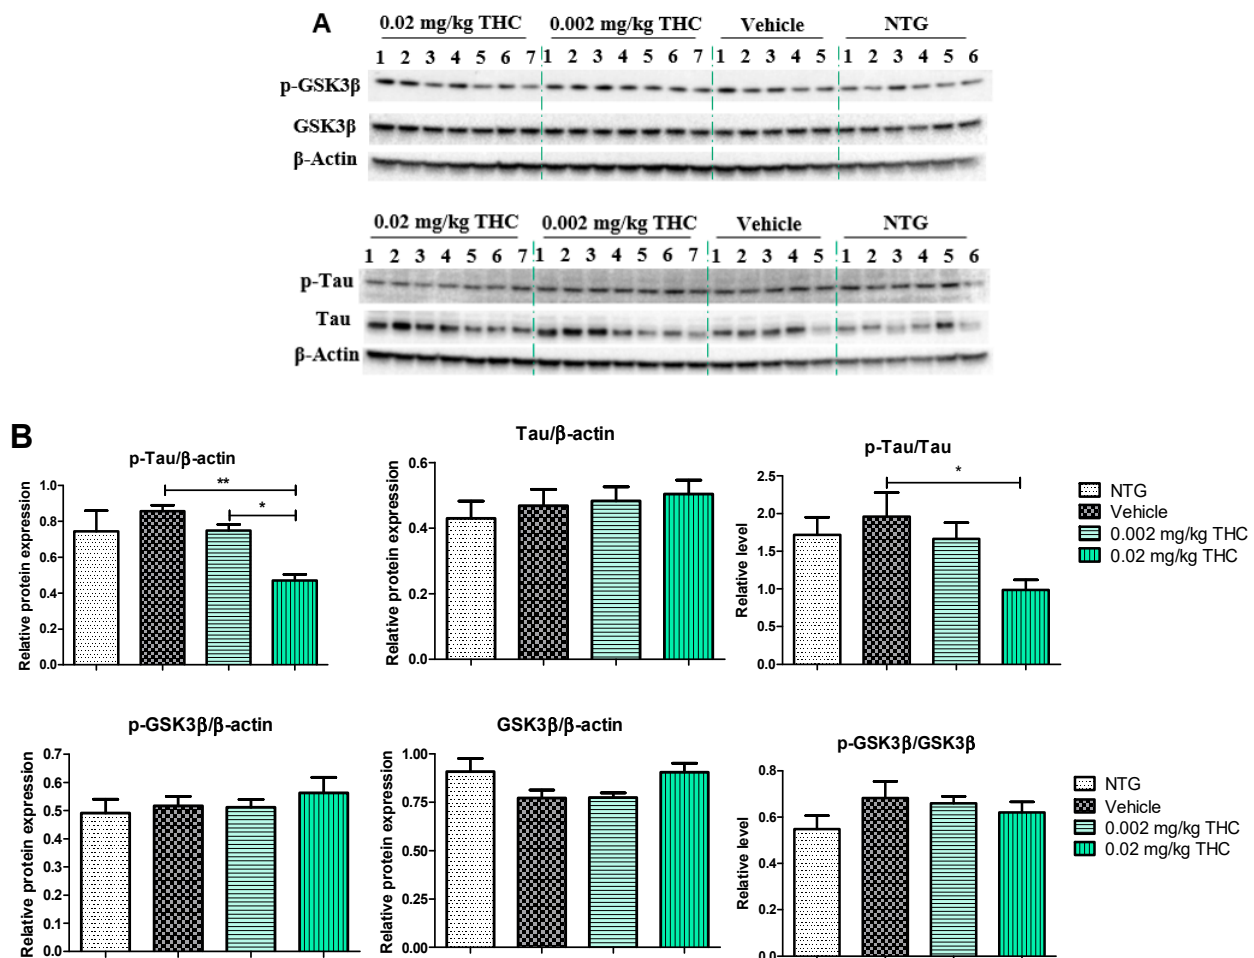 A
0.02 mg/kg THC 0.002 mg/kg THC Vehicle NTG
1 2 3 4 5 6 7 1 2 3 4 5 6 7 1 2 3 4 5 1 2 3 4 5 6
p-GSK3β
GSK3β
β-Actin
0.02 mg/kg THC 0.002 mg/kg THC Vehicle NTG
1 2 3 4 5 6 7 1 2 3 4 5 6 7 1 2 3 4 5 1 2 3 4 5 6
p-Tau
Tau
β-Actin
B
p-Tau/β-actin
Relative protein expression
1.0
0.8
0.6
0.4
0.2
0.0
**
*
Tau/β-actin
Relative protein expression
0.6
0.4
0.2
0.0
p-Tau/Tau
Relative level
2.5
2.0
1.5
1.0
0.5
0.0
*
NTG
Vehicle
0.002 mg/kg THC
0.02 mg/kg THC
p-GSK3β/β-actin
Relative protein expression
0.7
0.6
0.5
0.4
0.3
0.2
0.1
0.0
GSK3β/β-actin
Relative protein expression
1.00
0.75
0.50
0.25
0.00
p-GSK3β/GSK3β
Relative level
0.8
0.6
0.4
0.2
0.0
NTG
Vehicle
0.002 mg/kg THC
0.02 mg/kg THC